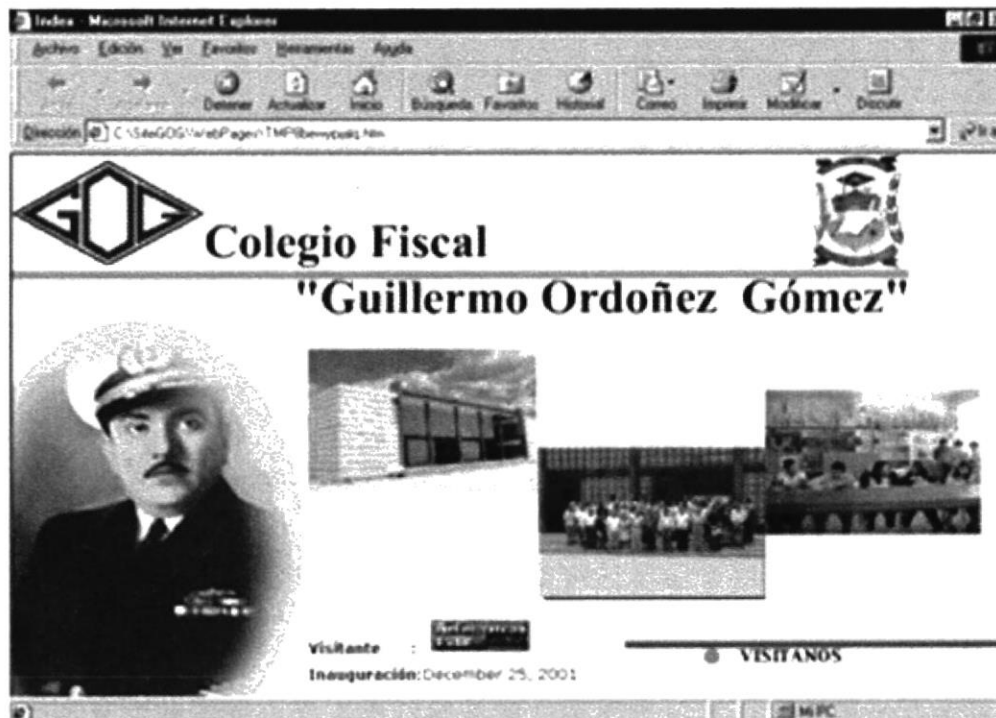 Index - Microsoft Internet Explorer
Archivo Edición Ver Favoritos Herramientas Ayuda
Detener Actualizar Inicio Búsqueda Favoritos Historial Correo Imprimir Modificar Discutir
Dirección
GOG
Colegio Fiscal
"Guillermo Ordoñez Gómez"
Visitante :
Inauguración: December 25, 2001
VISITANOS
Mi PC